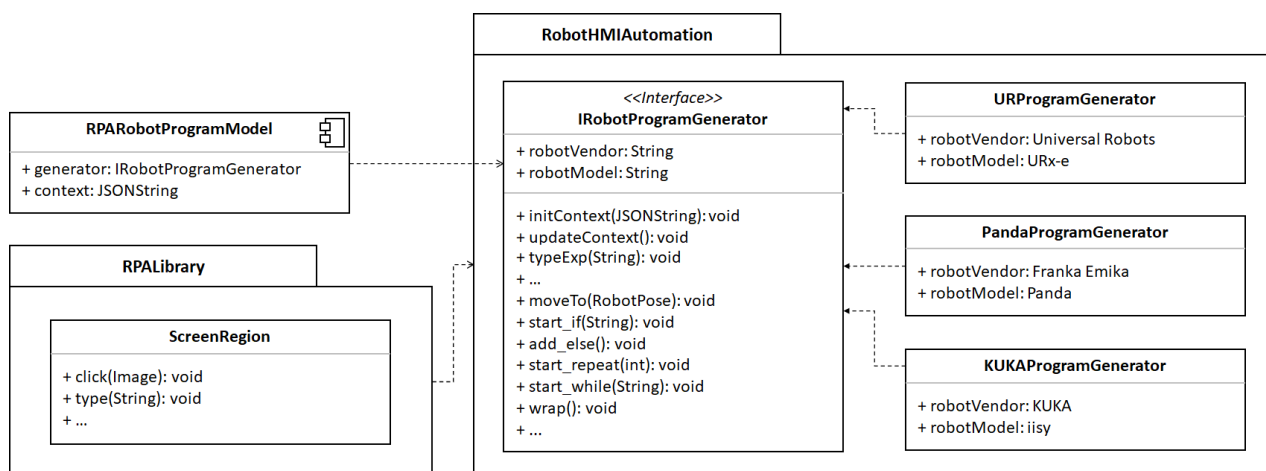 RobotHMIAutomation
<<Interface>>
IRobotProgramGenerator
+ robotVendor: String
+ robotModel: String
+ initContext(JSONString): void
+ updateContext(): void
+ typeExp(String): void
+ ...
+ moveTo(RobotPose): void
+ start_if(String): void
+ add_else(): void
+ start_repeat(int): void
+ start_while(String): void
+ wrap(): void
+ ...
RPARobotProgramModel
+ generator: IRobotProgramGenerator
+ context: JSONString
RPALibrary
ScreenRegion
+ click(Image): void
+ type(String): void
+ ...
URProgramGenerator
+ robotVendor: Universal Robots
+ robotModel: URx-e
PandaProgramGenerator
+ robotVendor: Franka Emika
+ robotModel: Panda
KUKAProgramGenerator
+ robotVendor: KUKA
+ robotModel: iisy